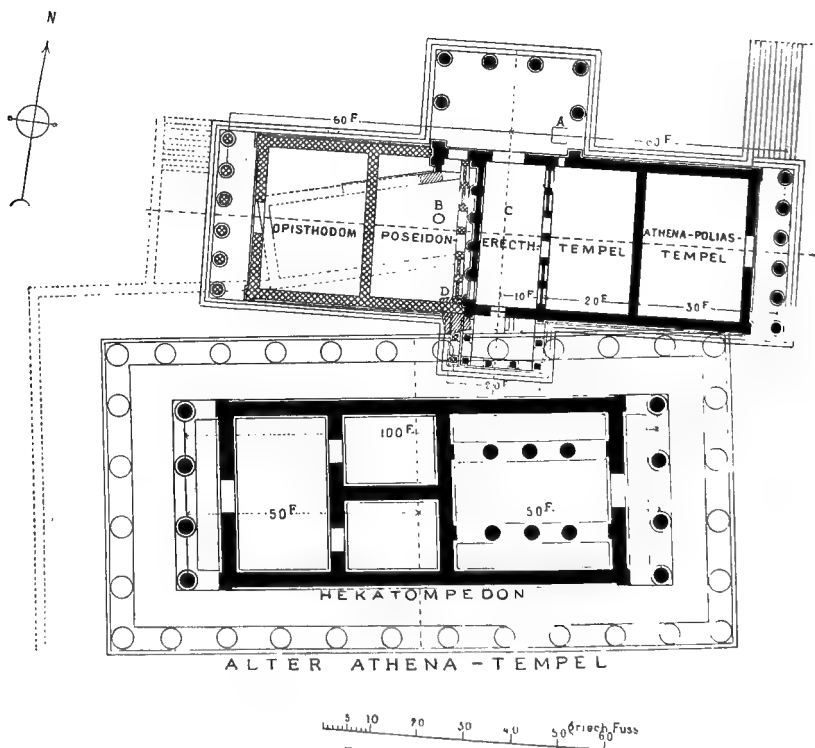 N
60 F.
A
60 F.
B
C
OPISTHODOM
POSEIDON-
ERECTH-
TEMPEL
ATHENA-POLIAS-
TEMPEL
D
10 F.
20 F.
30 F.
20 F.
100 F.
50 F.
50 F.
HEKATOMPEDON
ALTER ATHENA-TEMPEL
5 10 20 30 40 50 60
Griech. Fuss